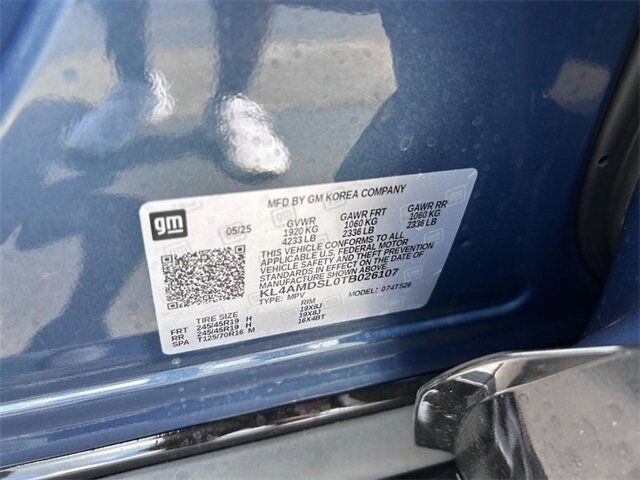 gm
MFD BY GM KOREA COMPANY
05/25
GVWR GAWR FRT GAWR RR
1920 KG 1060 KG 1060 KG
4233 LB 2336 LB 2336 LB
THIS VEHICLE CONFORMS TO ALL
APPLICABLE U.S. FEDERAL MOTOR
VEHICLE SAFETY AND THEFT PREVENTION
STANDARDS IN EFFECT ON THE DATE OF
MANUFACTURE SHOWN ABOVE.
KL4AMDSL0TB026107
TYPE: MPV MODEL: 074TS26
TIRE SIZE RIM
FRT 245/45R19 H 19X8J
RR 245/45R19 H 19X8J
SPA T125/70R16 M 16X4BT